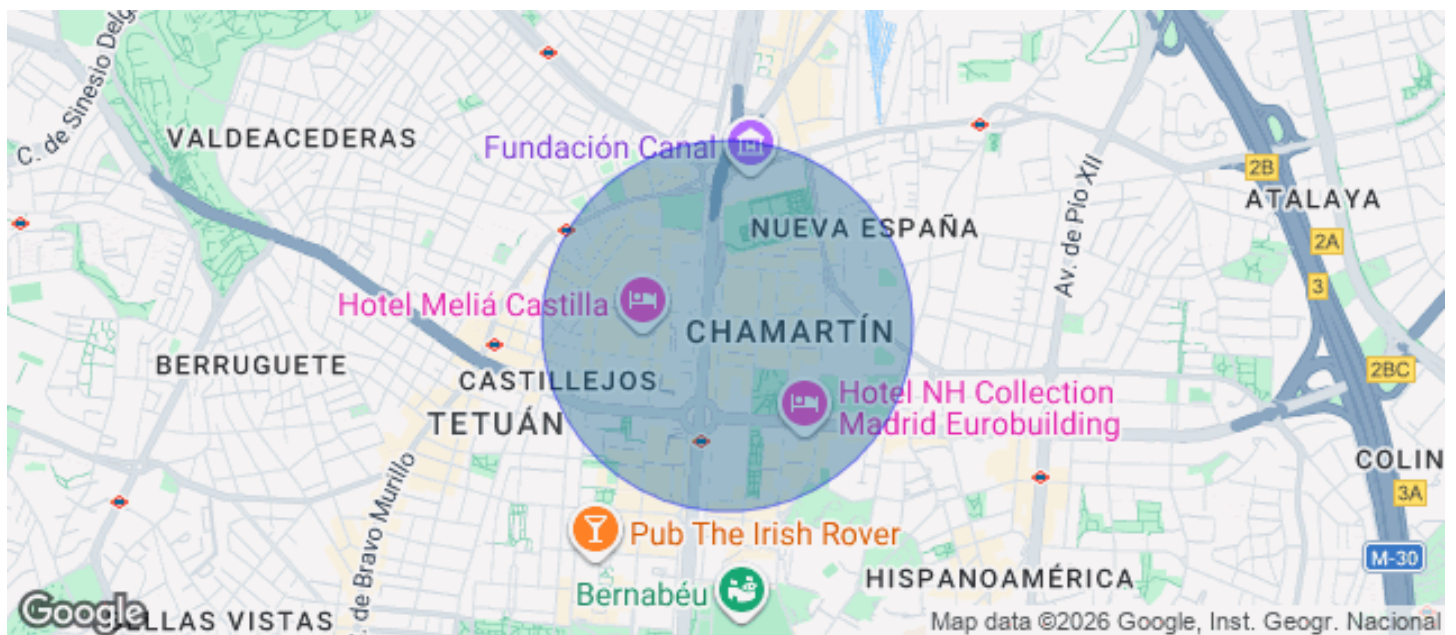 C. de Sinesio Delg
VALDEACEDERAS
Fundación Canal
NUEVA ESPAÑA
Av. de Pío XII
2B
ATALAYA
2A
3
Hotel Meliá Castilla
CHAMARTÍN
BERRUGUETE
CASTILLEJOS
TETUÁN
Hotel NH Collection
Madrid Eurobuilding
2BC
COLIN
3A
. de Bravo Murillo
Pub The Irish Rover
M-30
Bernabéu
HISPANOAMÉRICA
Google
ELLAS VISTAS
Map data ©2026 Google, Inst. Geogr. Nacional